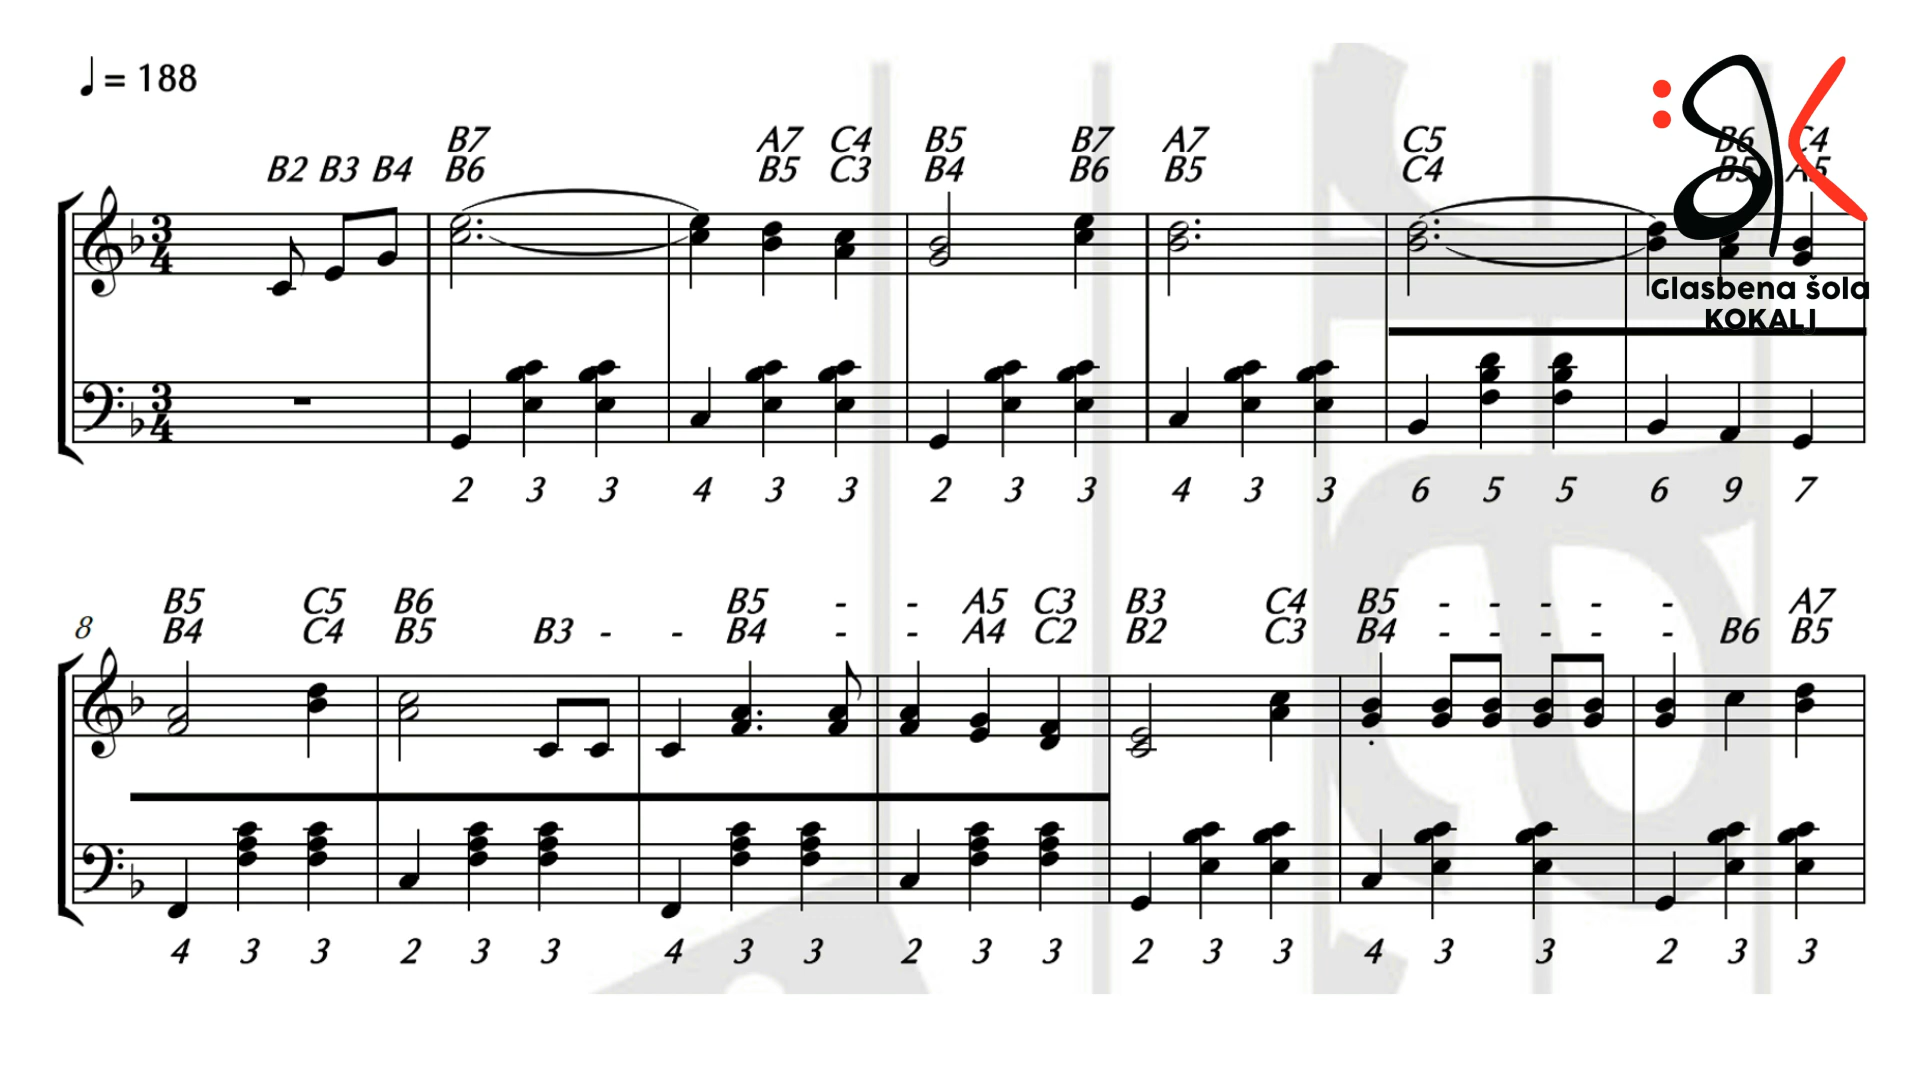 ♩= 188
B7 A7 C4 B5 B7 A7 C5 B6 C4
B2 B3 B4 B6 B5 C3 B4 B6 B5 C4 B5 A5
3
4
Glasbena šola
KOKALJ
3
4
2 3 3 4 3 3 2 3 3 4 3 3 6 5 5 6 9 7
B5 C5 B6 B5 - - A5 C3 B3 C4 B5 - - - - - A7
8 B4 C4 B5 B3 - - B4 - - A4 C2 B2 C3 B4 - - - - - B6 B5
4 3 3 2 3 3 4 3 3 2 3 3 2 3 3 4 3 3 2 3 3